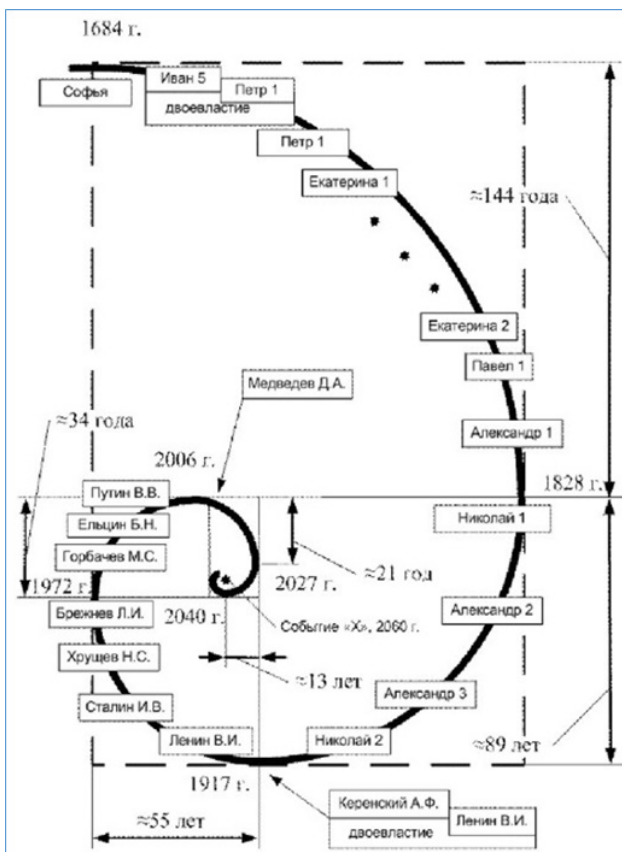 1684 г.
Софья
Иван 5
Петр 1
двоевластие
Петр 1
Екатерина 1
≈144 года
Екатерина 2
Павел 1
Медведев Д.А.
≈34 года
Александр 1
2006 г.
1828 г.
Путин В.В.
Николай 1
Ельцин Б.Н.
Горбачев М.С.
≈21 год
1972 г.
2027 г.
Брежнев Л.И.
2040 г.
Событие «X», 2060 г.
Александр 2
Хрущев Н.С.
≈13 лет
Александр 3
Сталин И.В.
Ленин В.И.
Николай 2
≈89 лет
1917 г.
Керенский А.Ф.
Ленин В.И.
двоевластие
≈55 лет